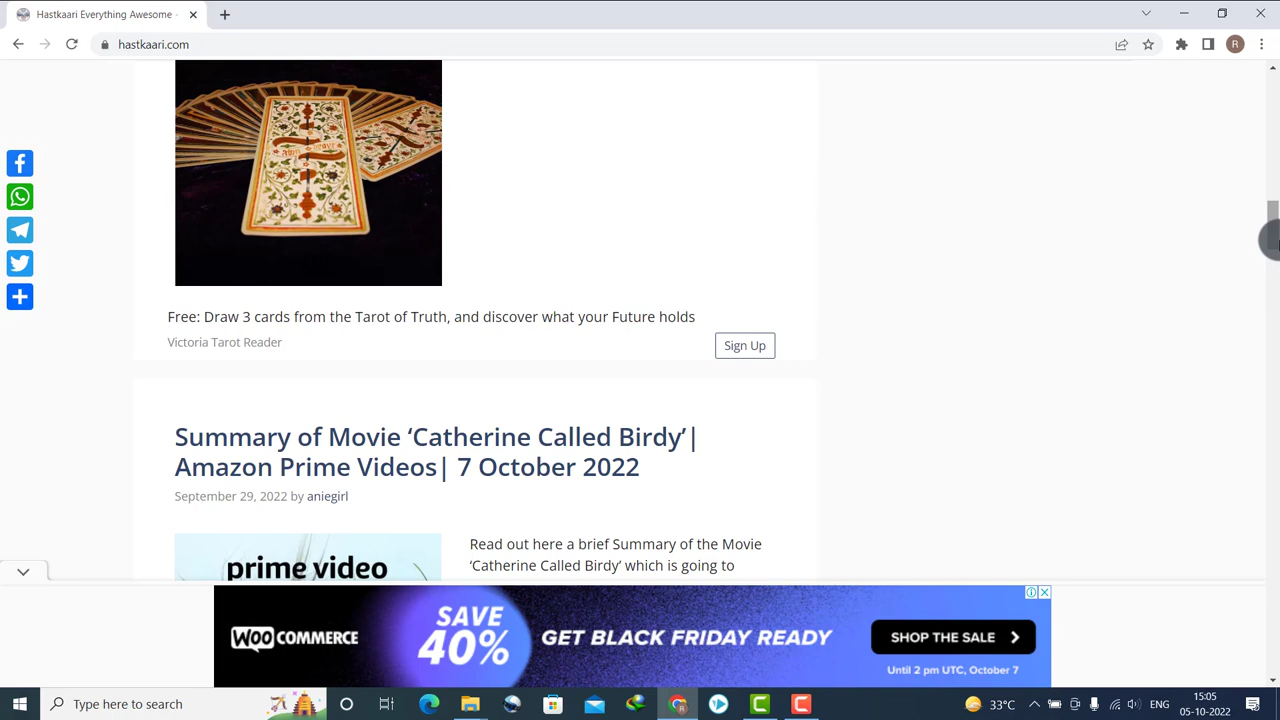 Hastkaari Everything Awesome -
hastkaari.com
R
Free: Draw 3 cards from the Tarot of Truth, and discover what your Future holds
Victoria Tarot Reader
Sign Up
Summary of Movie ‘Catherine Called Birdy’|
Amazon Prime Videos| 7 October 2022
September 29, 2022 by aniegirl
prime video
Read out here a brief Summary of the Movie
‘Catherine Called Birdy’ which is going to
WOO COMMERCE
SAVE
40%
GET BLACK FRIDAY READY
SHOP THE SALE
Until 2 pm UTC, October 7
Type here to search
33°C
ENG
15:05
05-10-2022